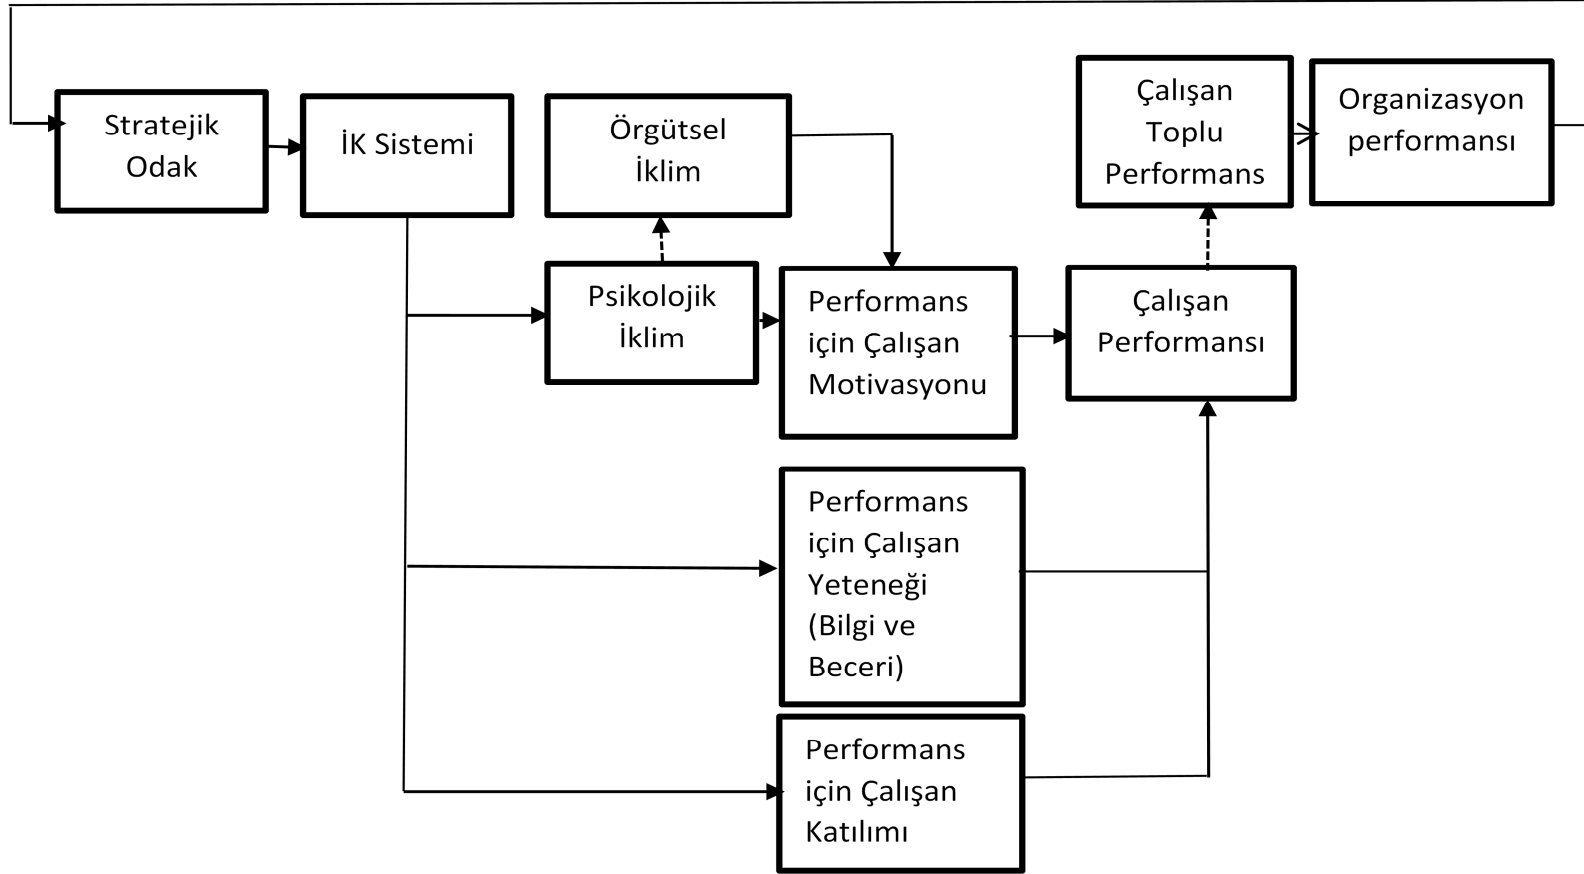 Stratejik
Odak
İK Sistemi
Örgütsel
İklim
Çalışan
Toplu
Performans
Organizasyon
performansı
Psikolojik
İklim
Performans
için Çalışan
Motivasyonu
Çalışan
Performansı
Performans
için Çalışan
Yeteneği
(Bilgi ve
Beceri)
Performans
için Çalışan
Katılımı